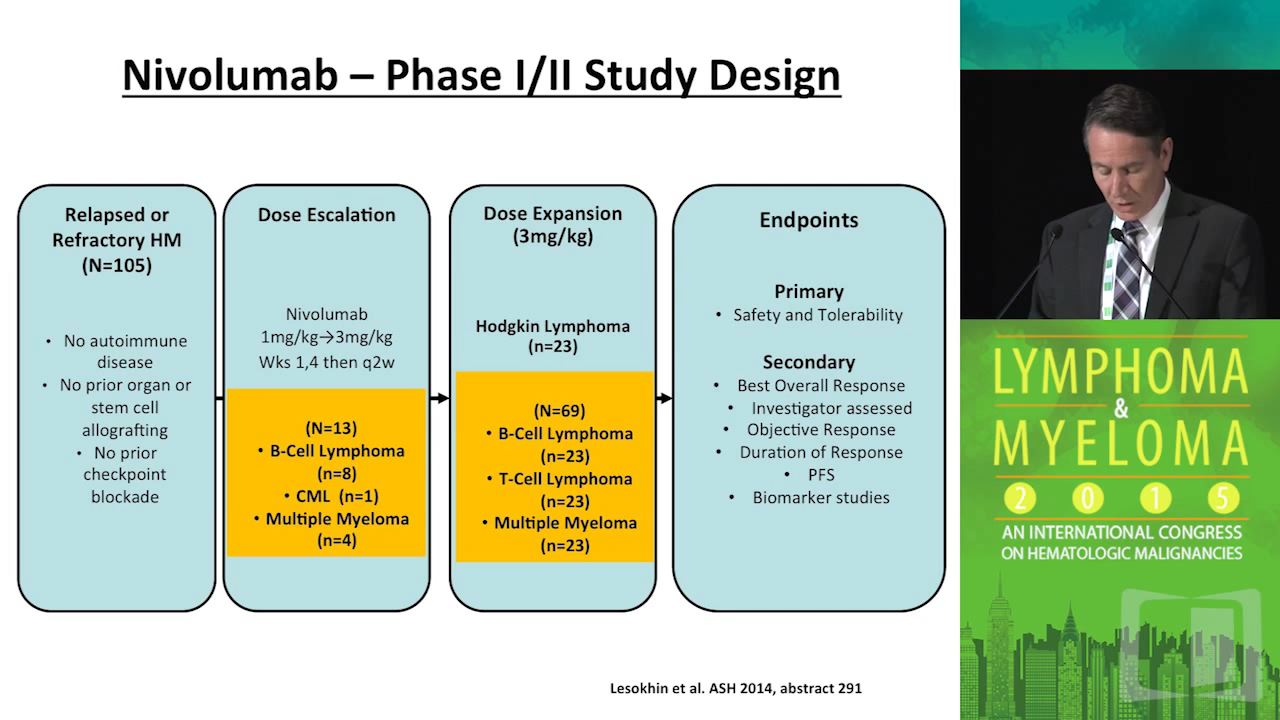 Nivolumab – Phase I/II Study Design
Relapsed or
Refractory HM
(N=105)
• No autoimmune
disease
• No prior organ or
stem cell
allografting
• No prior
checkpoint
blockade
Dose Escalation
Nivolumab
1mg/kg→3mg/kg
Wks 1,4 then q2w
(N=13)
• B-Cell Lymphoma
(n=8)
• CML (n=1)
• Multiple Myeloma
(n=4)
Dose Expansion
(3mg/kg)
Hodgkin Lymphoma
(n=23)
(N=69)
• B-Cell Lymphoma
(n=23)
• T-Cell Lymphoma
(n=23)
• Multiple Myeloma
(n=23)
Endpoints
Primary
• Safety and Tolerability
Secondary
• Best Overall Response
• Investigator assessed
• Objective Response
• Duration of Response
• PFS
• Biomarker studies
Lesokhin et al. ASH 2014, abstract 291
LYMPHOMA
&
MYELOMA
2 0 1 5
AN INTERNATIONAL CONGRESS
ON HEMATOLOGIC MALIGNANCIES